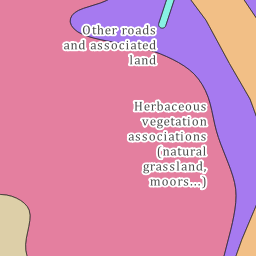 Other roads
and associated
land
Herbaceous
vegetation
associations
(natural
grassland,
moors...)